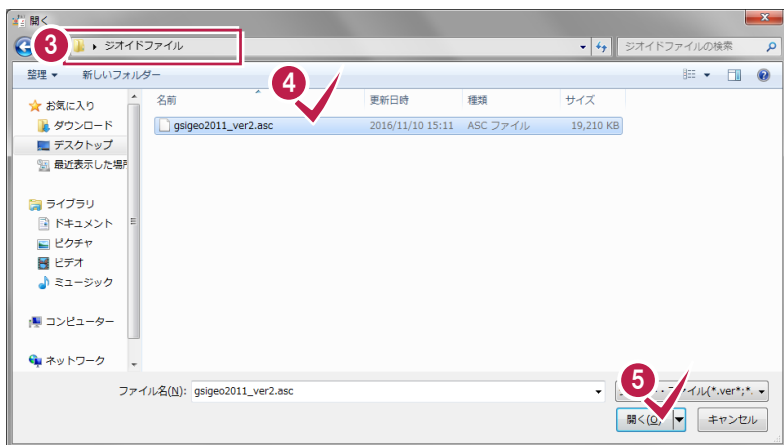 開く
3
ジオイドファイル
ジオイドファイルの検索
整理
新しいフォルダー
4
名前
更新日時
種類
サイズ
gsigeo2011_ver2.asc
2016/11/10 15:11
ASC ファイル
19,210 KB
お気に入り
ダウンロード
デスクトップ
最近表示した場所
ライブラリ
ドキュメント
ピクチャ
ビデオ
ミュージック
コンピューター
ネットワーク
5
ファイル名(N):
gsigeo2011_ver2.asc
ファイル(*.ver*;*.
開く(O)
キャンセル